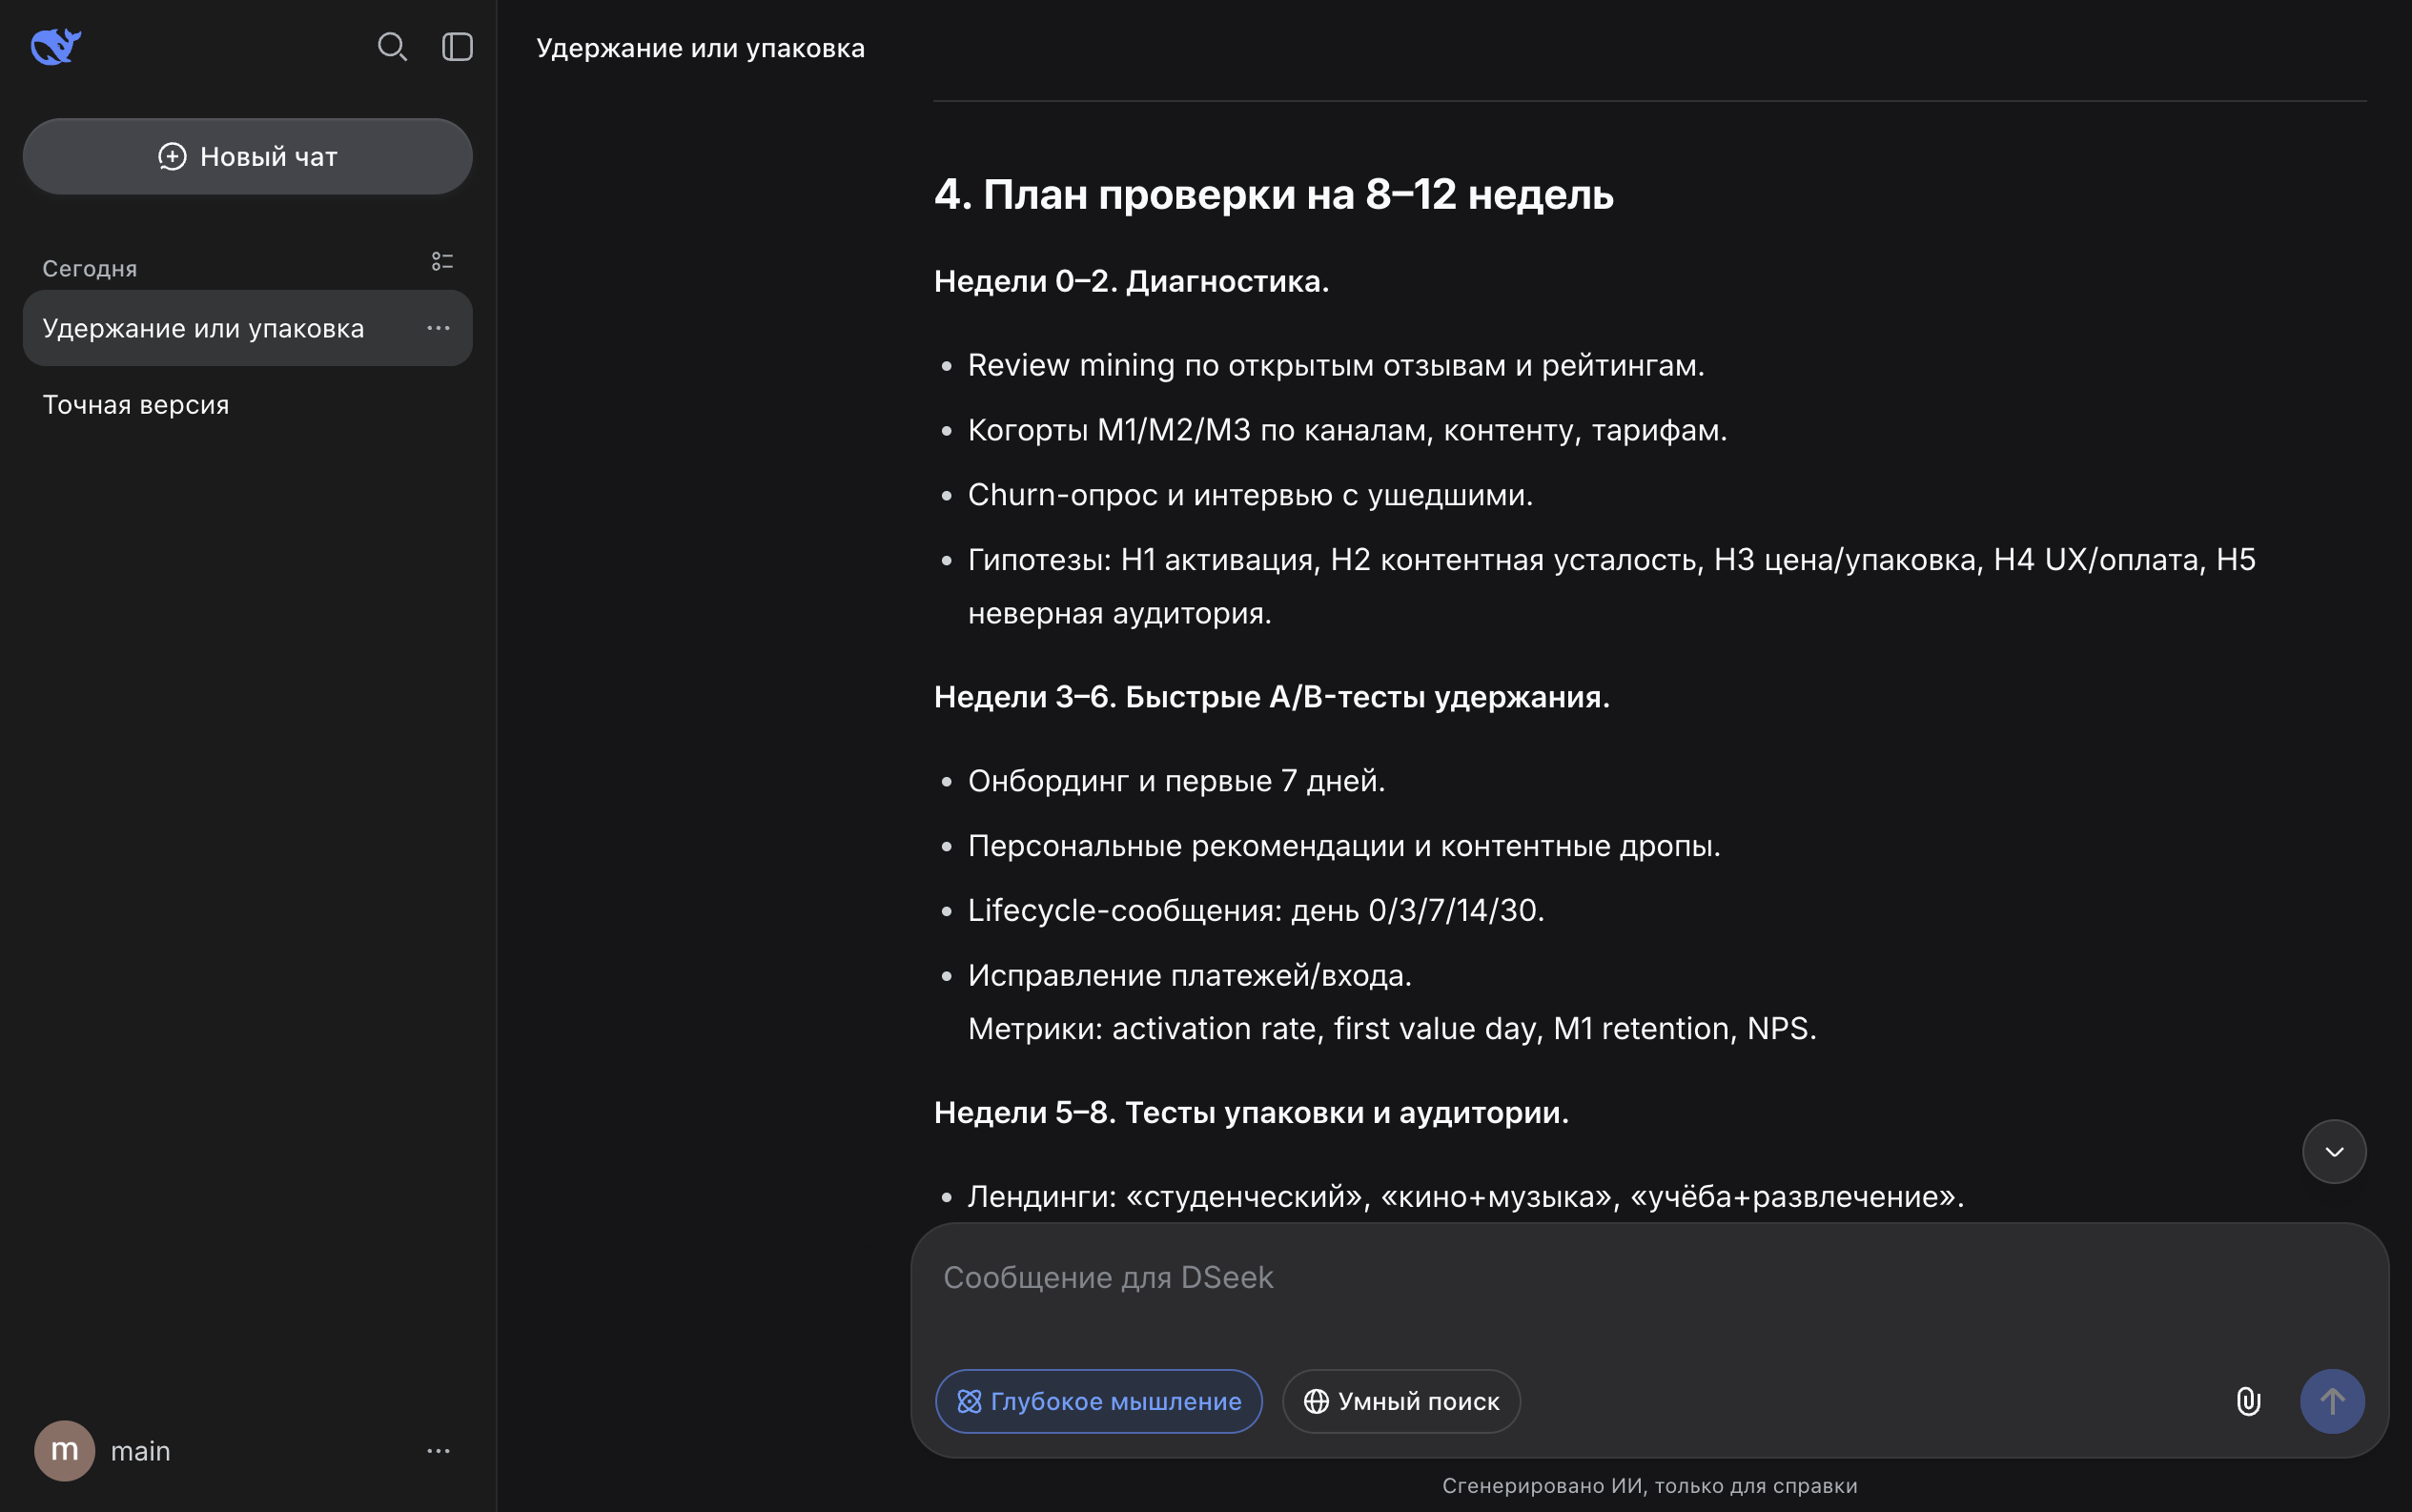 Удержание или упаковка
Новый чат
Сегодня
Удержание или упаковка
Точная версия
4. План проверки на 8–12 недель
Недели 0–2. Диагностика.
• Review mining по открытым отзывам и рейтингам.
• Когорты M1/M2/M3 по каналам, контенту, тарифам.
• Churn-опрос и интервью с ушедшими.
• Гипотезы: H1 активация, H2 контентная усталость, H3 цена/упаковка, H4 UX/оплата, H5
неверная аудитория.
Недели 3–6. Быстрые A/B-тесты удержания.
• Онбординг и первые 7 дней.
• Персональные рекомендации и контентные дропы.
• Lifecycle-сообщения: день 0/3/7/14/30.
• Исправление платежей/входа.
Метрики: activation rate, first value day, M1 retention, NPS.
Недели 5–8. Тесты упаковки и аудитории.
• Лендинги: «студенческий», «кино+музыка», «учёба+развлечение».
Сообщение для DSeek
Глубокое мышление
Умный поиск
m
main
Сгенерировано ИИ, только для справки